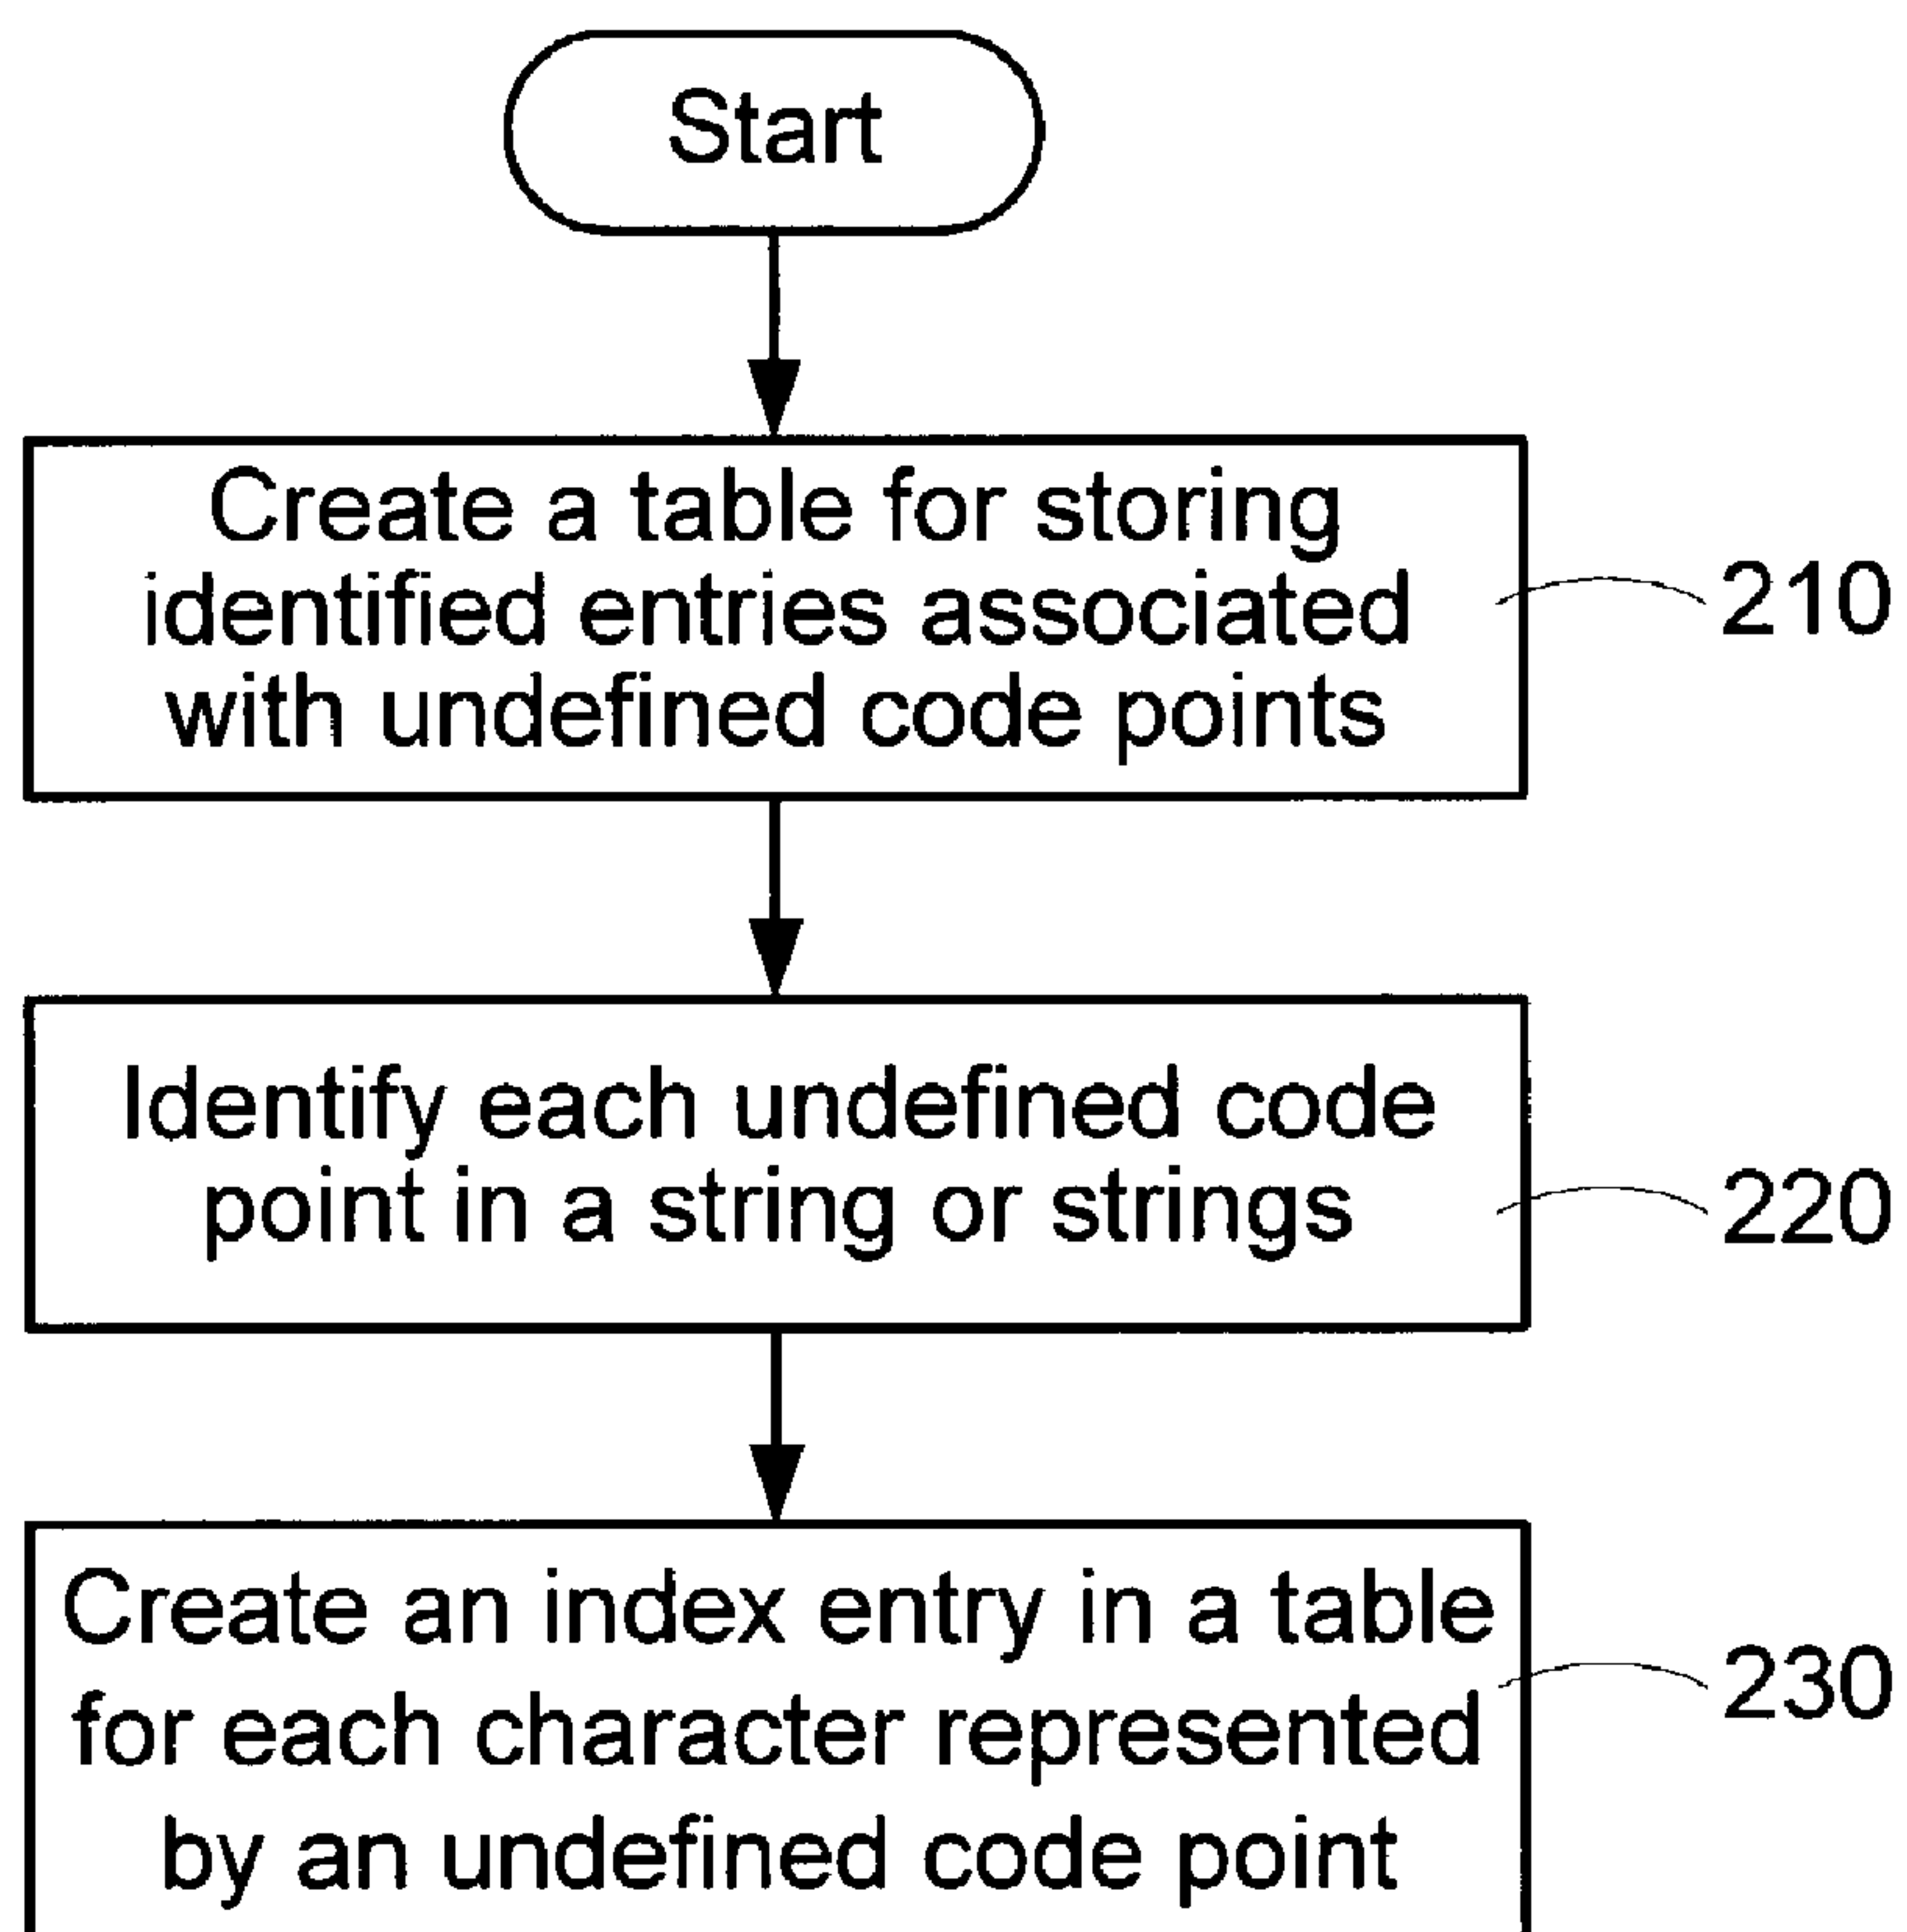 Start
Create a table for storing
identified entries associated
with undefined code points
210
Identify each undefined code
point in a string or strings
220
Create an index entry in a table
for each character represented
by an undefined code point
230